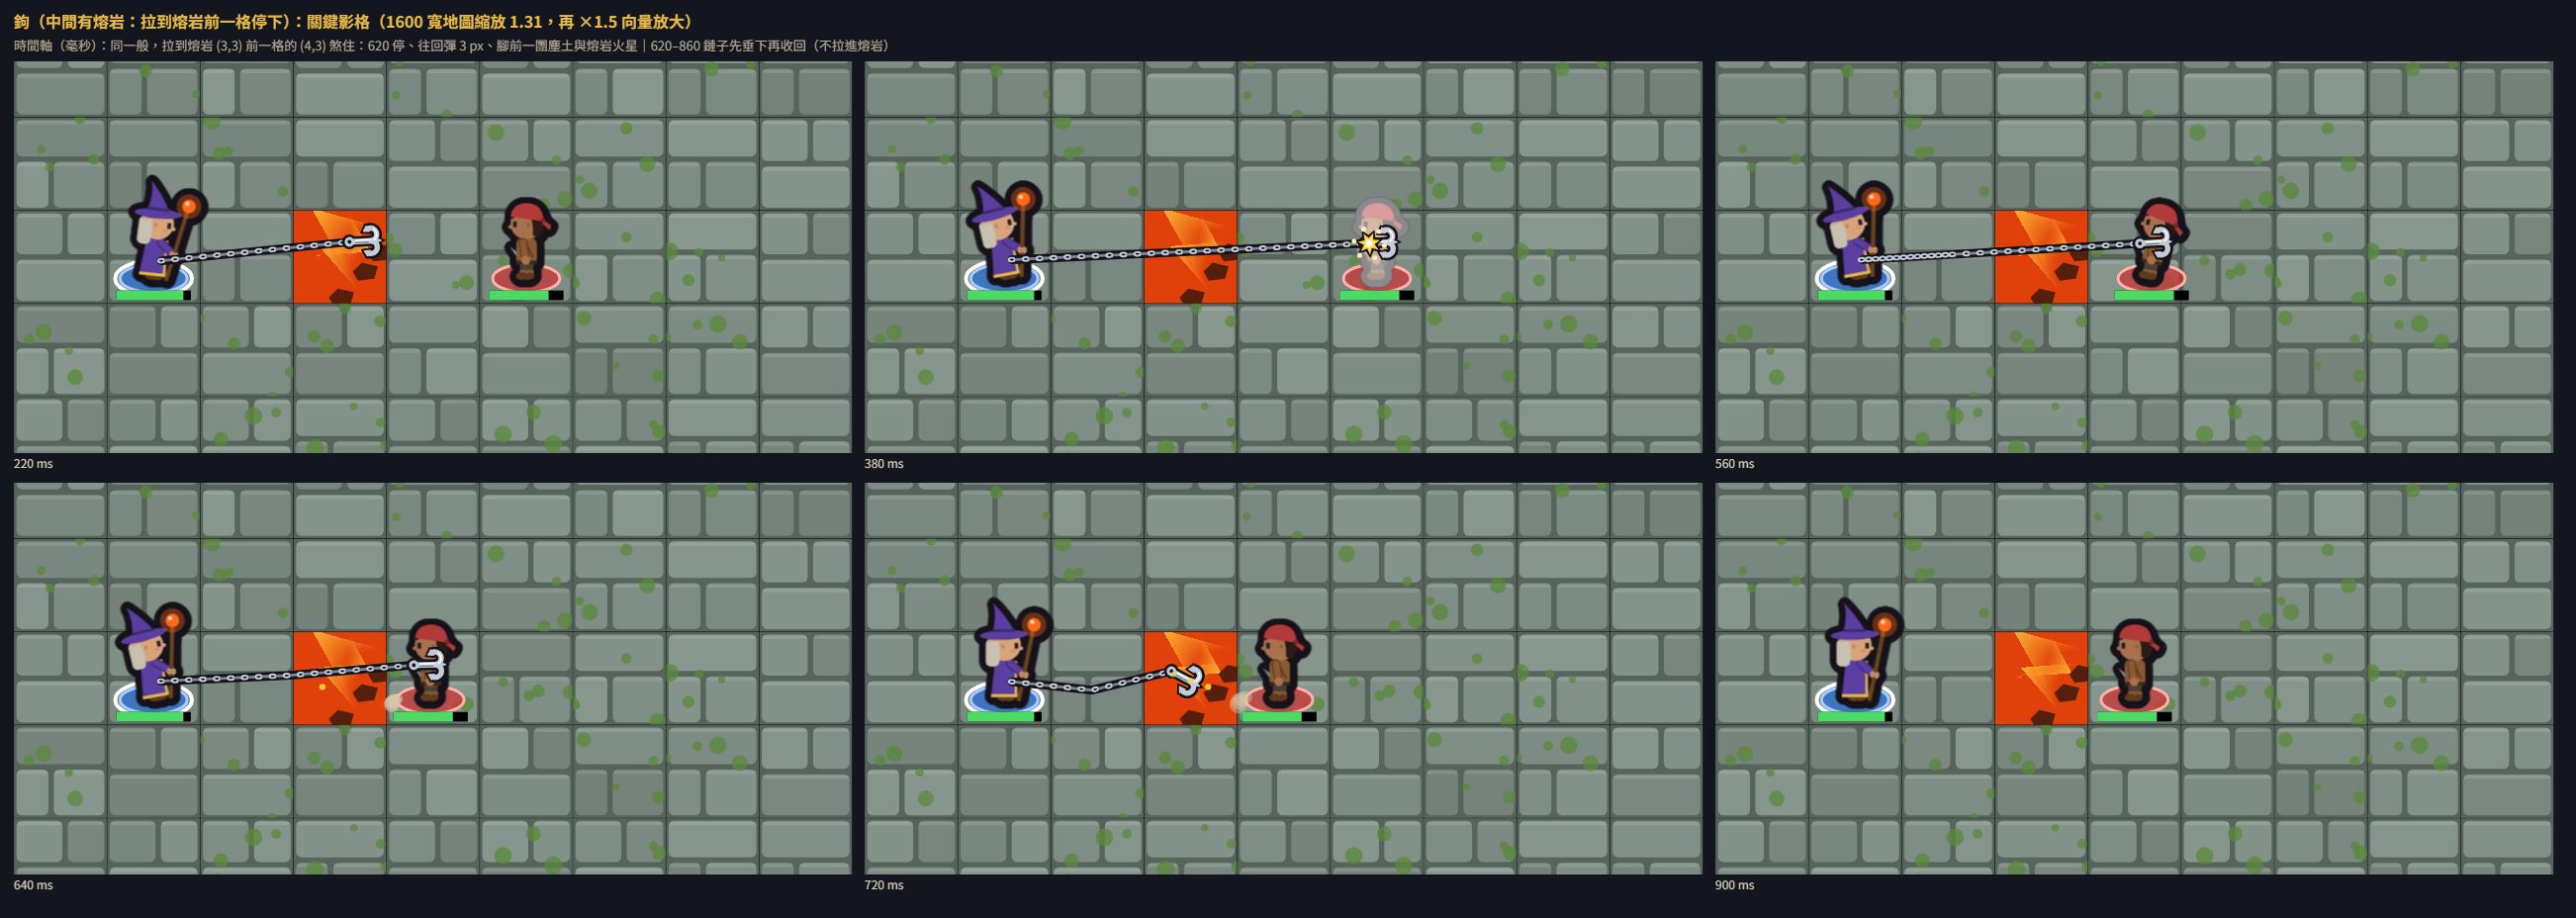 鉤（中間有熔岩：拉到熔岩前一格停下）：關鍵影格（1600 寬地圖縮放 1.31，再 ×1.5 向量放大）
時間軸（毫秒）：同一般，拉到熔岩 (3,3) 前一格的 (4,3) 煞住：620 停、往回彈 3 px、腳前一團塵土與熔岩火星｜620–860 鏈子先垂下再收回（不拉進熔岩）
220 ms
380 ms
560 ms
640 ms
720 ms
900 ms